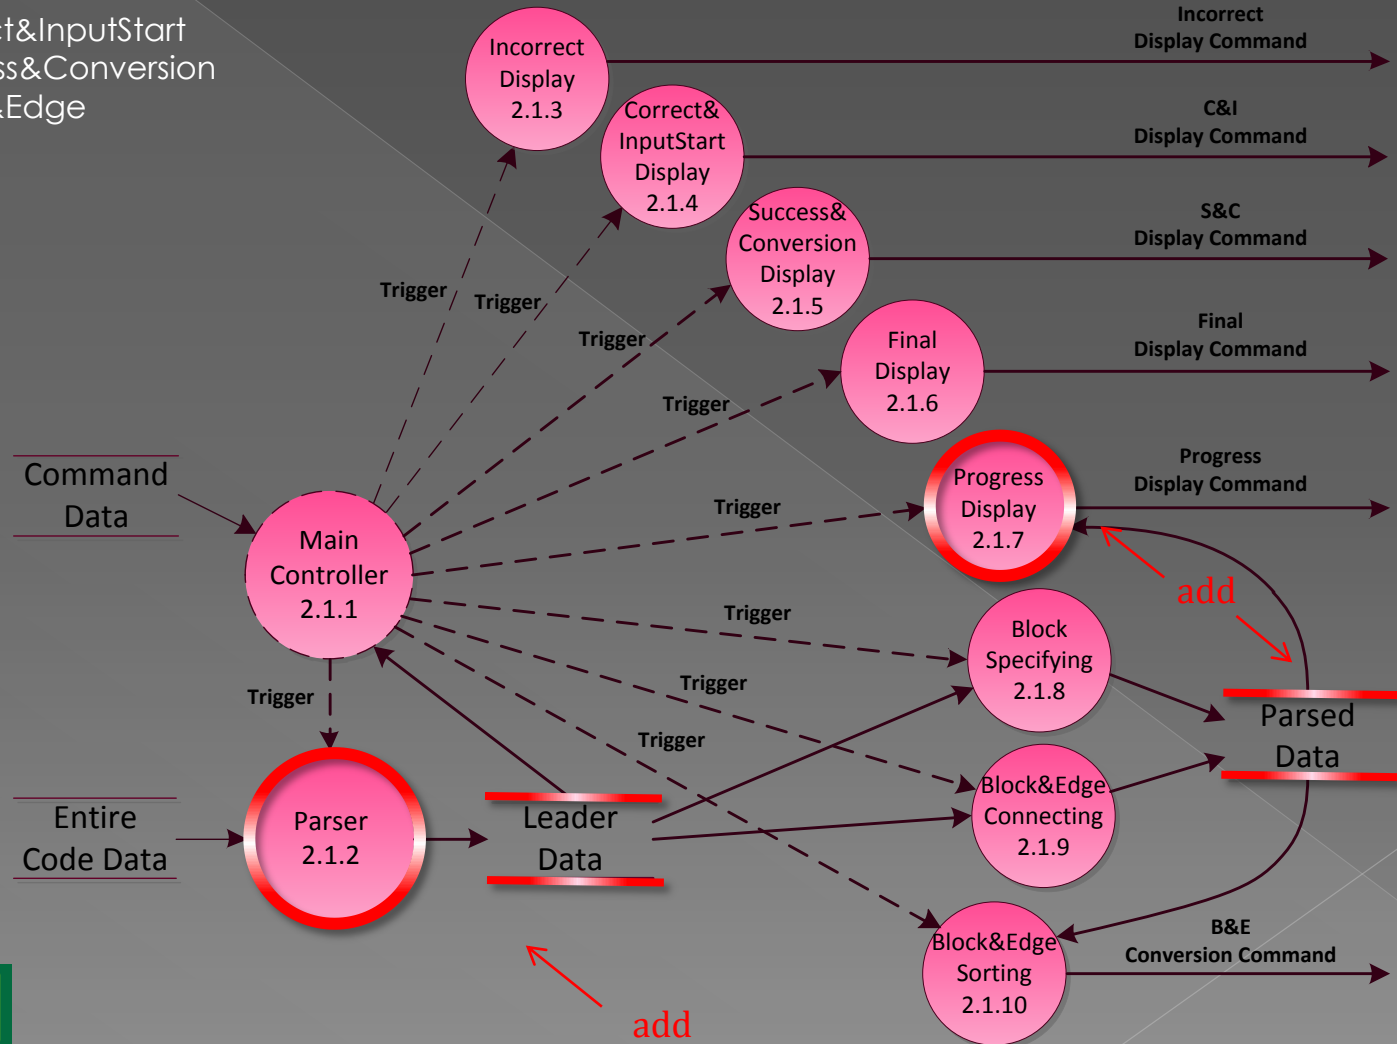 ct&InputStart
ss&Conversion
&Edge
Incorrect
Display
2.1.3
Incorrect
Display Command
Correct&
InputStart
Display
2.1.4
C&I
Display Command
Success&
Conversion
Display
2.1.5
S&C
Display Command
Trigger
Trigger
Trigger
Trigger
Final
Display
2.1.6
Final
Display Command
Command
Data
Main
Controller
2.1.1
Trigger
Progress
Display
2.1.7
Progress
Display Command
add
Trigger
Block
Specifying
2.1.8
Trigger
Trigger
Trigger
Parsed
Data
Entire
Code Data
Parser
2.1.2
Leader
Data
Block&Edge
Connecting
2.1.9
Block&Edge
Sorting
2.1.10
B&E
Conversion Command
add